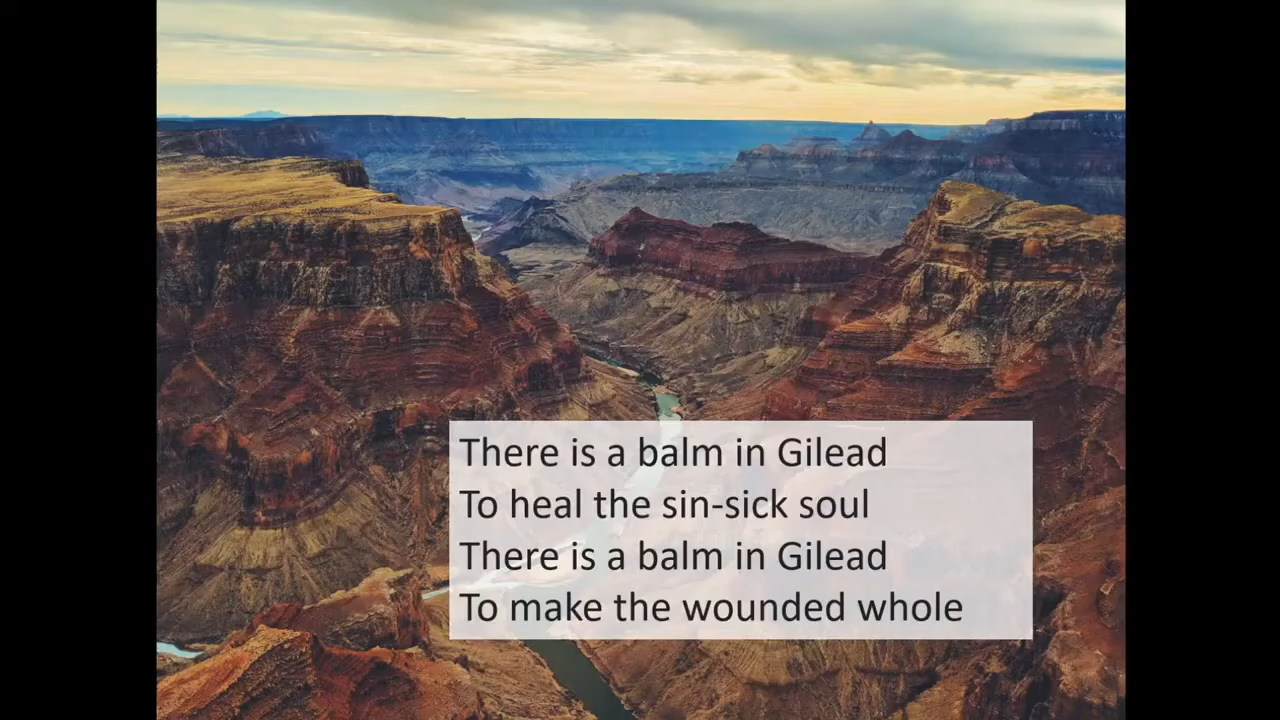 There is a balm in Gilead
To heal the sin-sick soul
There is a balm in Gilead
To make the wounded whole